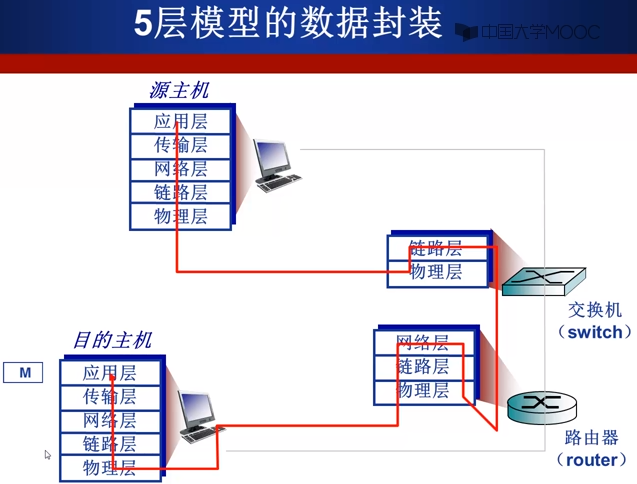 5层模型的数据封装
中国大学MOOC
源主机
应用层
传输层
网络层
链路层
物理层
链路层
物理层
交换机
（switch）
目的主机
M
应用层
传输层
网络层
链路层
物理层
网络层
链路层
物理层
路由器
（router）